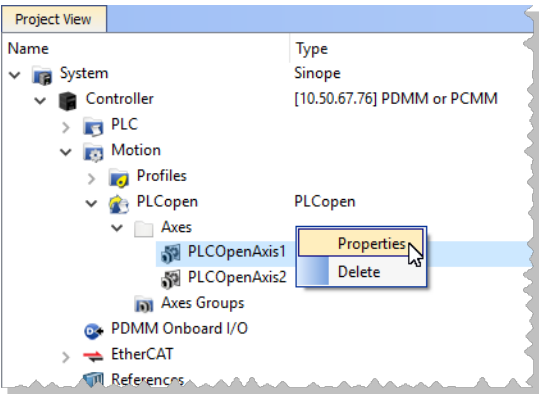 Project View
Name Type
System Sinope
Controller [10.50.67.76] PDMM or PCMM
PLC
Motion
Profiles
PLCopen PLCopen
Axes
PLCOpenAxis1 Properties
PLCOpenAxis2 Delete
Axes Groups
PDMM Onboard I/O
EtherCAT
References